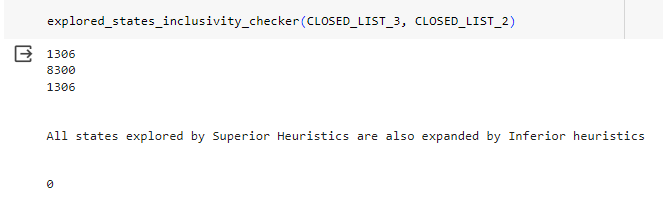 explored_states_inclusivity_checker(CLOSED_LIST_3, CLOSED_LIST_2)
1306
8300
1306
All states explored by Superior Heuristics are also expanded by Inferior heuristics
0